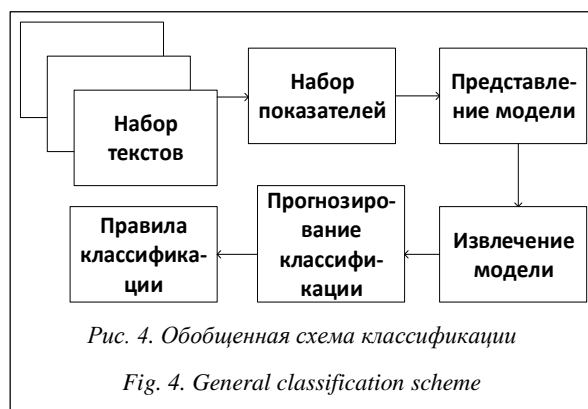 Набор
текстов
Набор
показателей
Представле-
ние модели
Извлечение
модели
Прогнозиро-
вание
классифи-
кации
Правила
классифика-
ции
Рис. 4. Обобщенная схема классификации
Fig. 4. General classification scheme